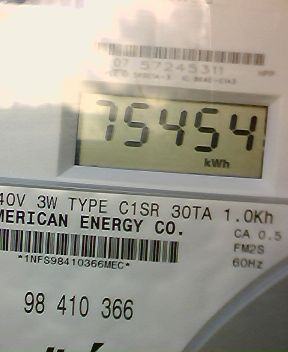 07 57245311
75454
kWh
40V 3W TYPE C1SR 30TA 1.0Kh
MERICAN ENERGY CO.
CA 0.5
FM2S
60Hz
*1NFS98410366MEC*
98 410 366